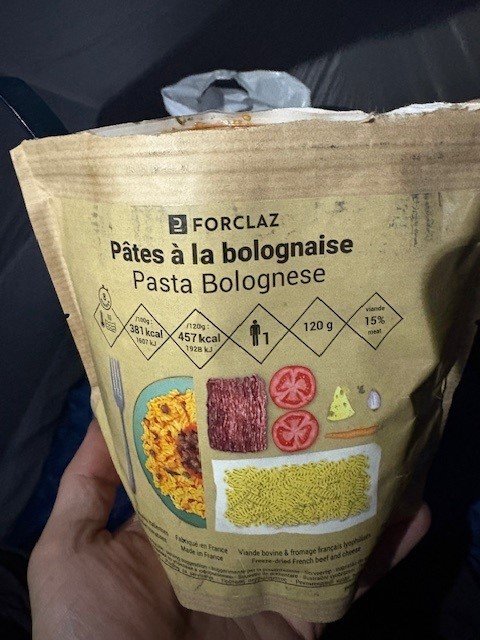 FORCLAZ
Pâtes à la bolognaise
Pasta Bolognese
/100g :
381 kcal
1607 kJ
/120g :
457 kcal
1928 kJ
1
120 g
viande
15%
meat
Fabriqué en France
Made in France
Viande bovine & fromage français lyophilisés
Freeze-dried French beef and cheese